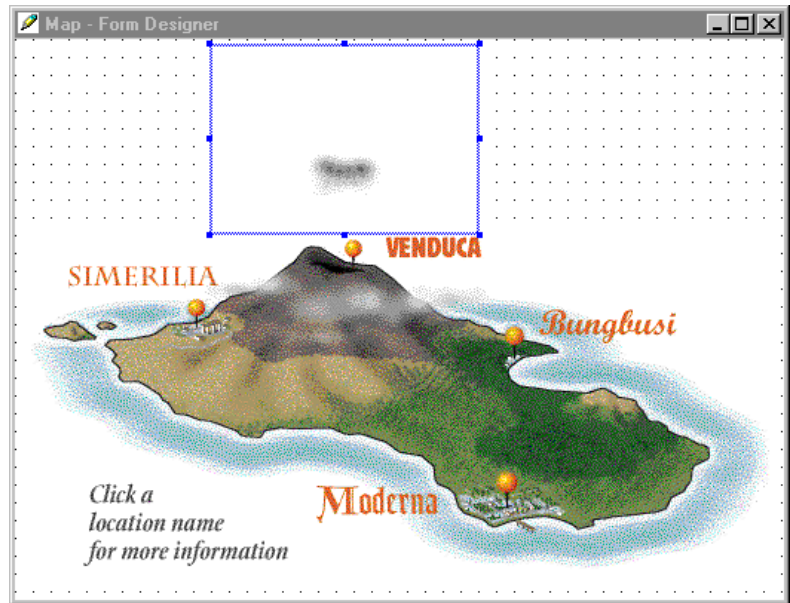 Map - Form Designer
VENDUCA
SIMERILIA
Bungbusi
Moderna
Click a
location name
for more information